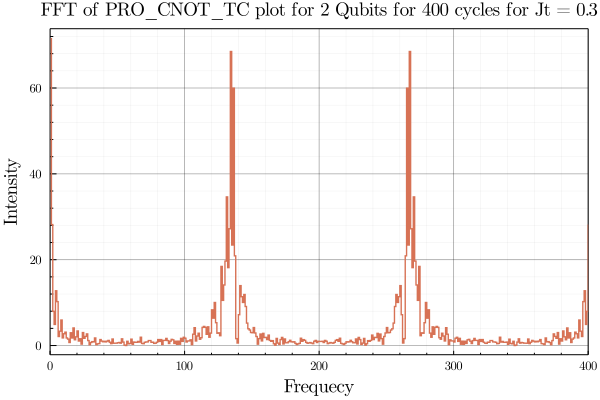 FFT of PRO_CNOT_TC plot for 2 Qubits for 400 cycles for Jt = 0.3
Intensity
60
40
20
0
0 100 200 300 400
Frequecy